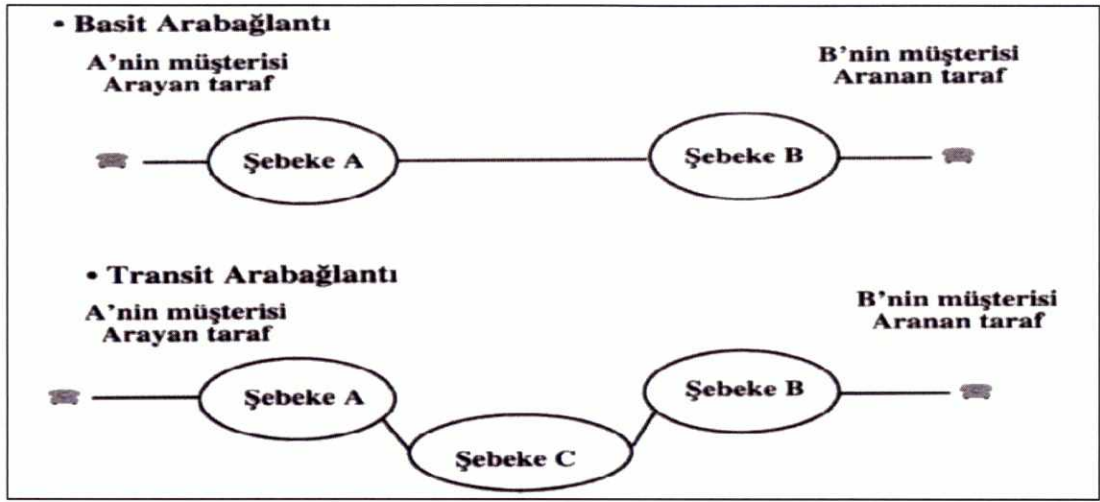 • Basit Arabağlantı
A'nin müşterisi
Arayan taraf
B'nin müşterisi
Aranan taraf
Şebeke A
Şebeke B
• Transit Arabağlantı
A'nin müşterisi
Arayan taraf
B'nin müşterisi
Aranan taraf
Şebeke A
Şebeke B
Şebeke C